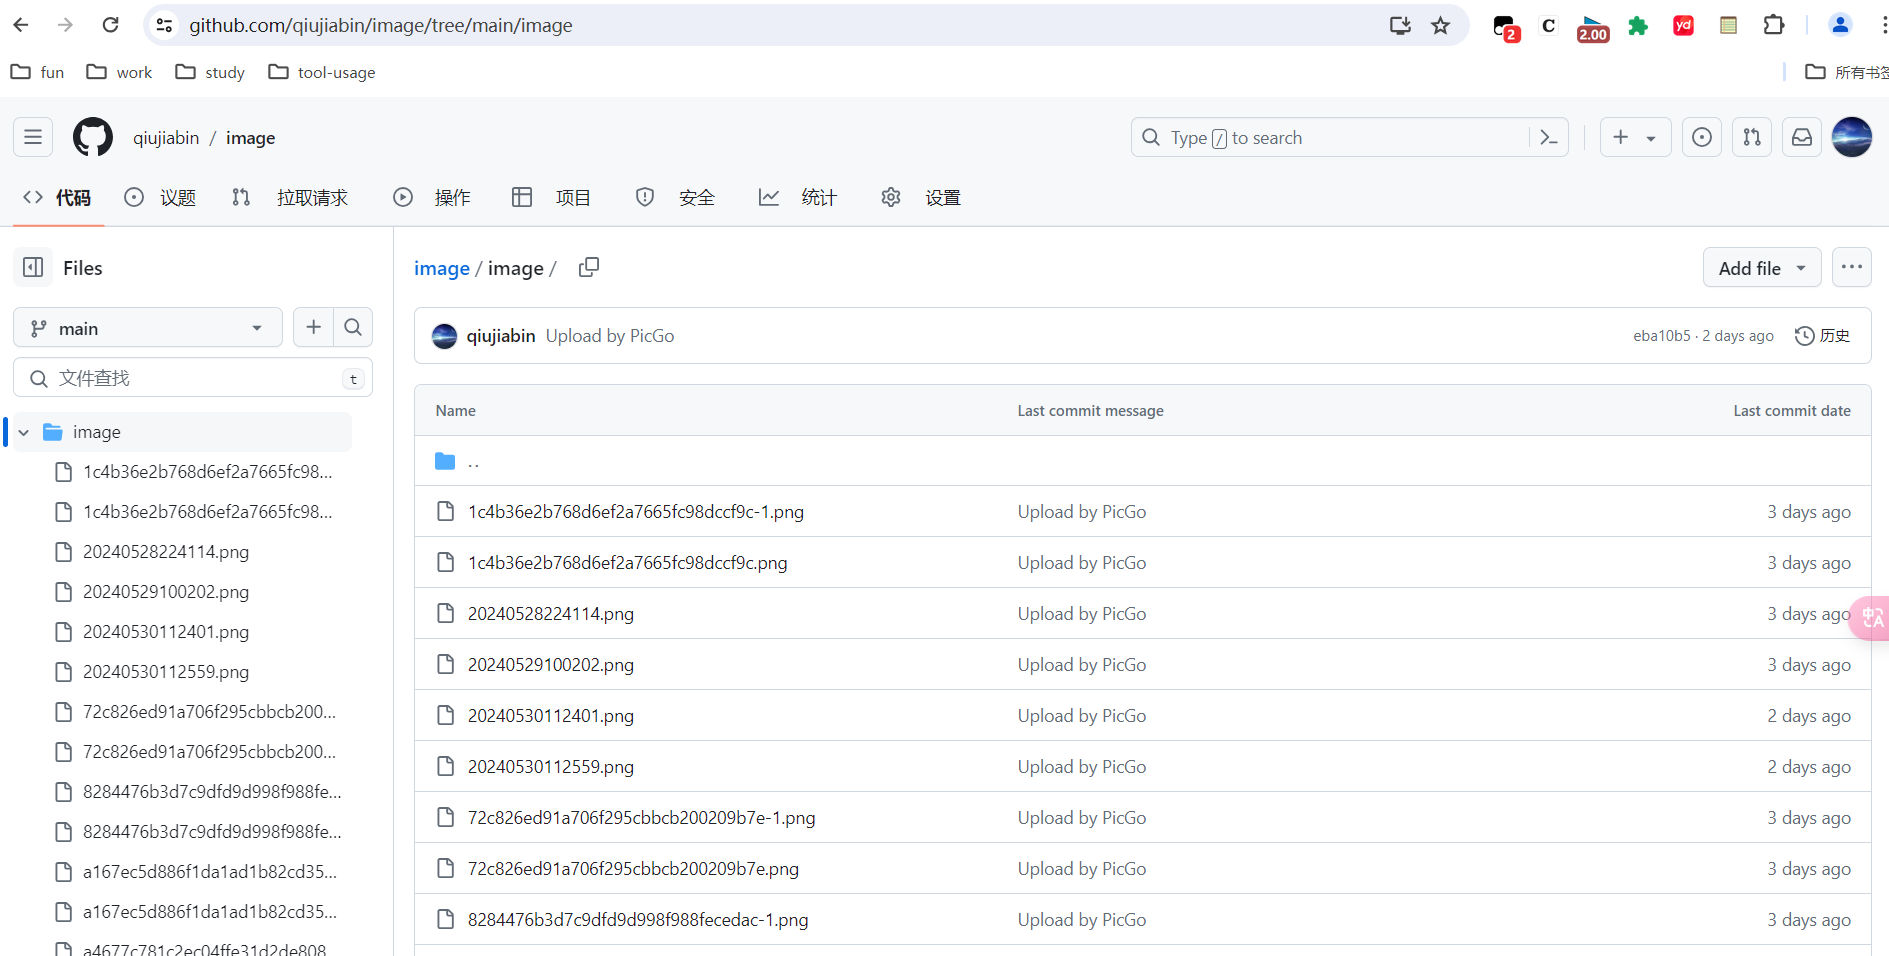 github.com/qiujiabin/image/tree/main/image
2
C
2.00
yd
fun
work
study
tool-usage
所有书签
qiujiabin / image
Type / to search
代码
议题
拉取请求
操作
项目
安全
统计
设置
Files
main
文件查找
t
image
1c4b36e2b768d6ef2a7665fc98...
1c4b36e2b768d6ef2a7665fc98...
20240528224114.png
20240529100202.png
20240530112401.png
20240530112559.png
72c826ed91a706f295cbbcb200...
72c826ed91a706f295cbbcb200...
8284476b3d7c9dfd9d998f988fe...
8284476b3d7c9dfd9d998f988fe...
a167ec5d886f1da1ad1b82cd35...
a167ec5d886f1da1ad1b82cd35...
a4677c781c2ec04ffe31d2de808
image / image /
Add file
qiujiabin Upload by PicGo
eba10b5 · 2 days ago
历史
Name Last commit message Last commit date
..
1c4b36e2b768d6ef2a7665fc98dccf9c-1.png Upload by PicGo 3 days ago
1c4b36e2b768d6ef2a7665fc98dccf9c.png Upload by PicGo 3 days ago
20240528224114.png Upload by PicGo 3 days ago
20240529100202.png Upload by PicGo 3 days ago
20240530112401.png Upload by PicGo 2 days ago
20240530112559.png Upload by PicGo 2 days ago
72c826ed91a706f295cbbcb200209b7e-1.png Upload by PicGo 3 days ago
72c826ed91a706f295cbbcb200209b7e.png Upload by PicGo 3 days ago
8284476b3d7c9dfd9d998f988fecedac-1.png Upload by PicGo 3 days ago
中A